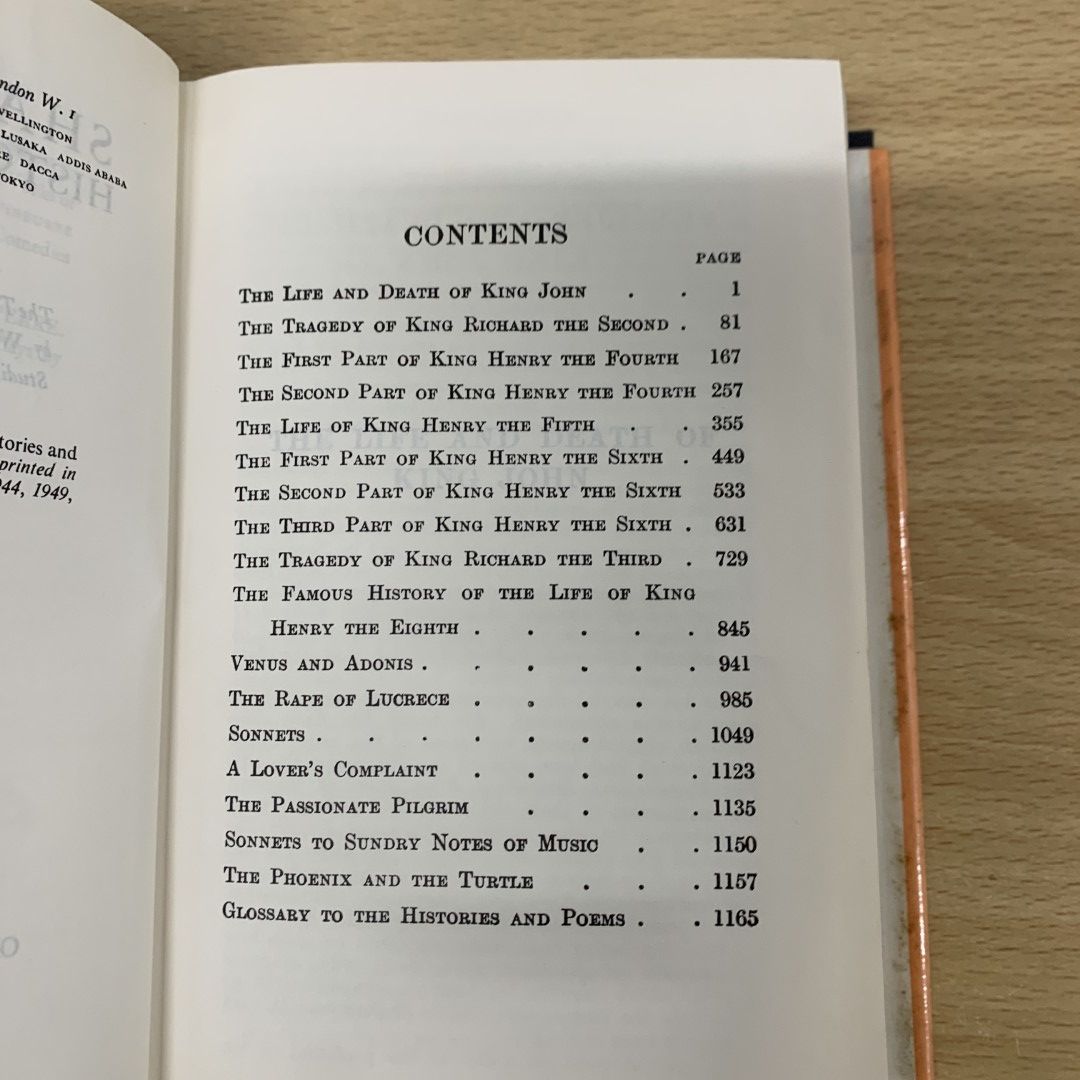 ndon W. 1
WELLINGTON
LUSAKA ADDIS ABABA
DACCA
TOKYO
tories and
printed in
44, 1949,
CONTENTS
PAGE
THE LIFE AND DEATH OF KING JOHN . . 1
THE TRAGEDY OF KING RICHARD THE SECOND . 81
THE FIRST PART OF KING HENRY THE FOURTH 167
THE SECOND PART OF KING HENRY THE FOURTH 257
THE LIFE OF KING HENRY THE FIFTH . . 355
THE FIRST PART OF KING HENRY THE SIXTH . 449
THE SECOND PART OF KING HENRY THE SIXTH 533
THE THIRD PART OF KING HENRY THE SIXTH . 631
THE TRAGEDY OF KING RICHARD THE THIRD . 729
THE FAMOUS HISTORY OF THE LIFE OF KING
HENRY THE EIGHTH . . . . . 845
VENUS AND ADONIS . . . . . . 941
THE RAPE OF LUCRECE . . . . . 985
SONNETS . . . . . . . . 1049
A LOVER'S COMPLAINT . . . . . 1123
THE PASSIONATE PILGRIM . . . . 1135
SONNETS TO SUNDRY NOTES OF MUSIC . . 1150
THE PHOENIX AND THE TURTLE . . . 1157
GLOSSARY TO THE HISTORIES AND POEMS . . 1165